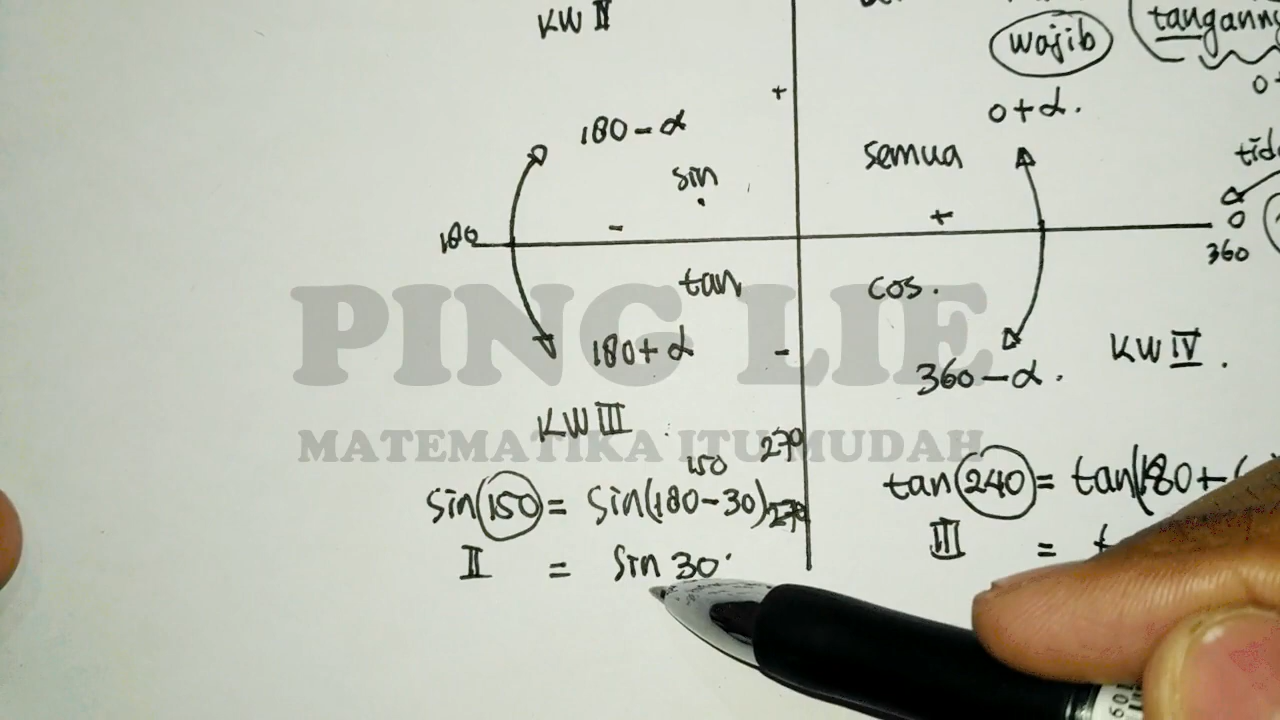 KW II
wajib
tanganny
0+α.
180-α
+
semua
sin
-
+
180
0
360
tan
cos.
180+α
-
360-α.
KW IV.
PING LIE
KW III
MATEMATIKA ITU MUDAH
270
150
sin(150)= sin(180-30)
270
tan(240)= tan(180+
II = sin 30°
III = t